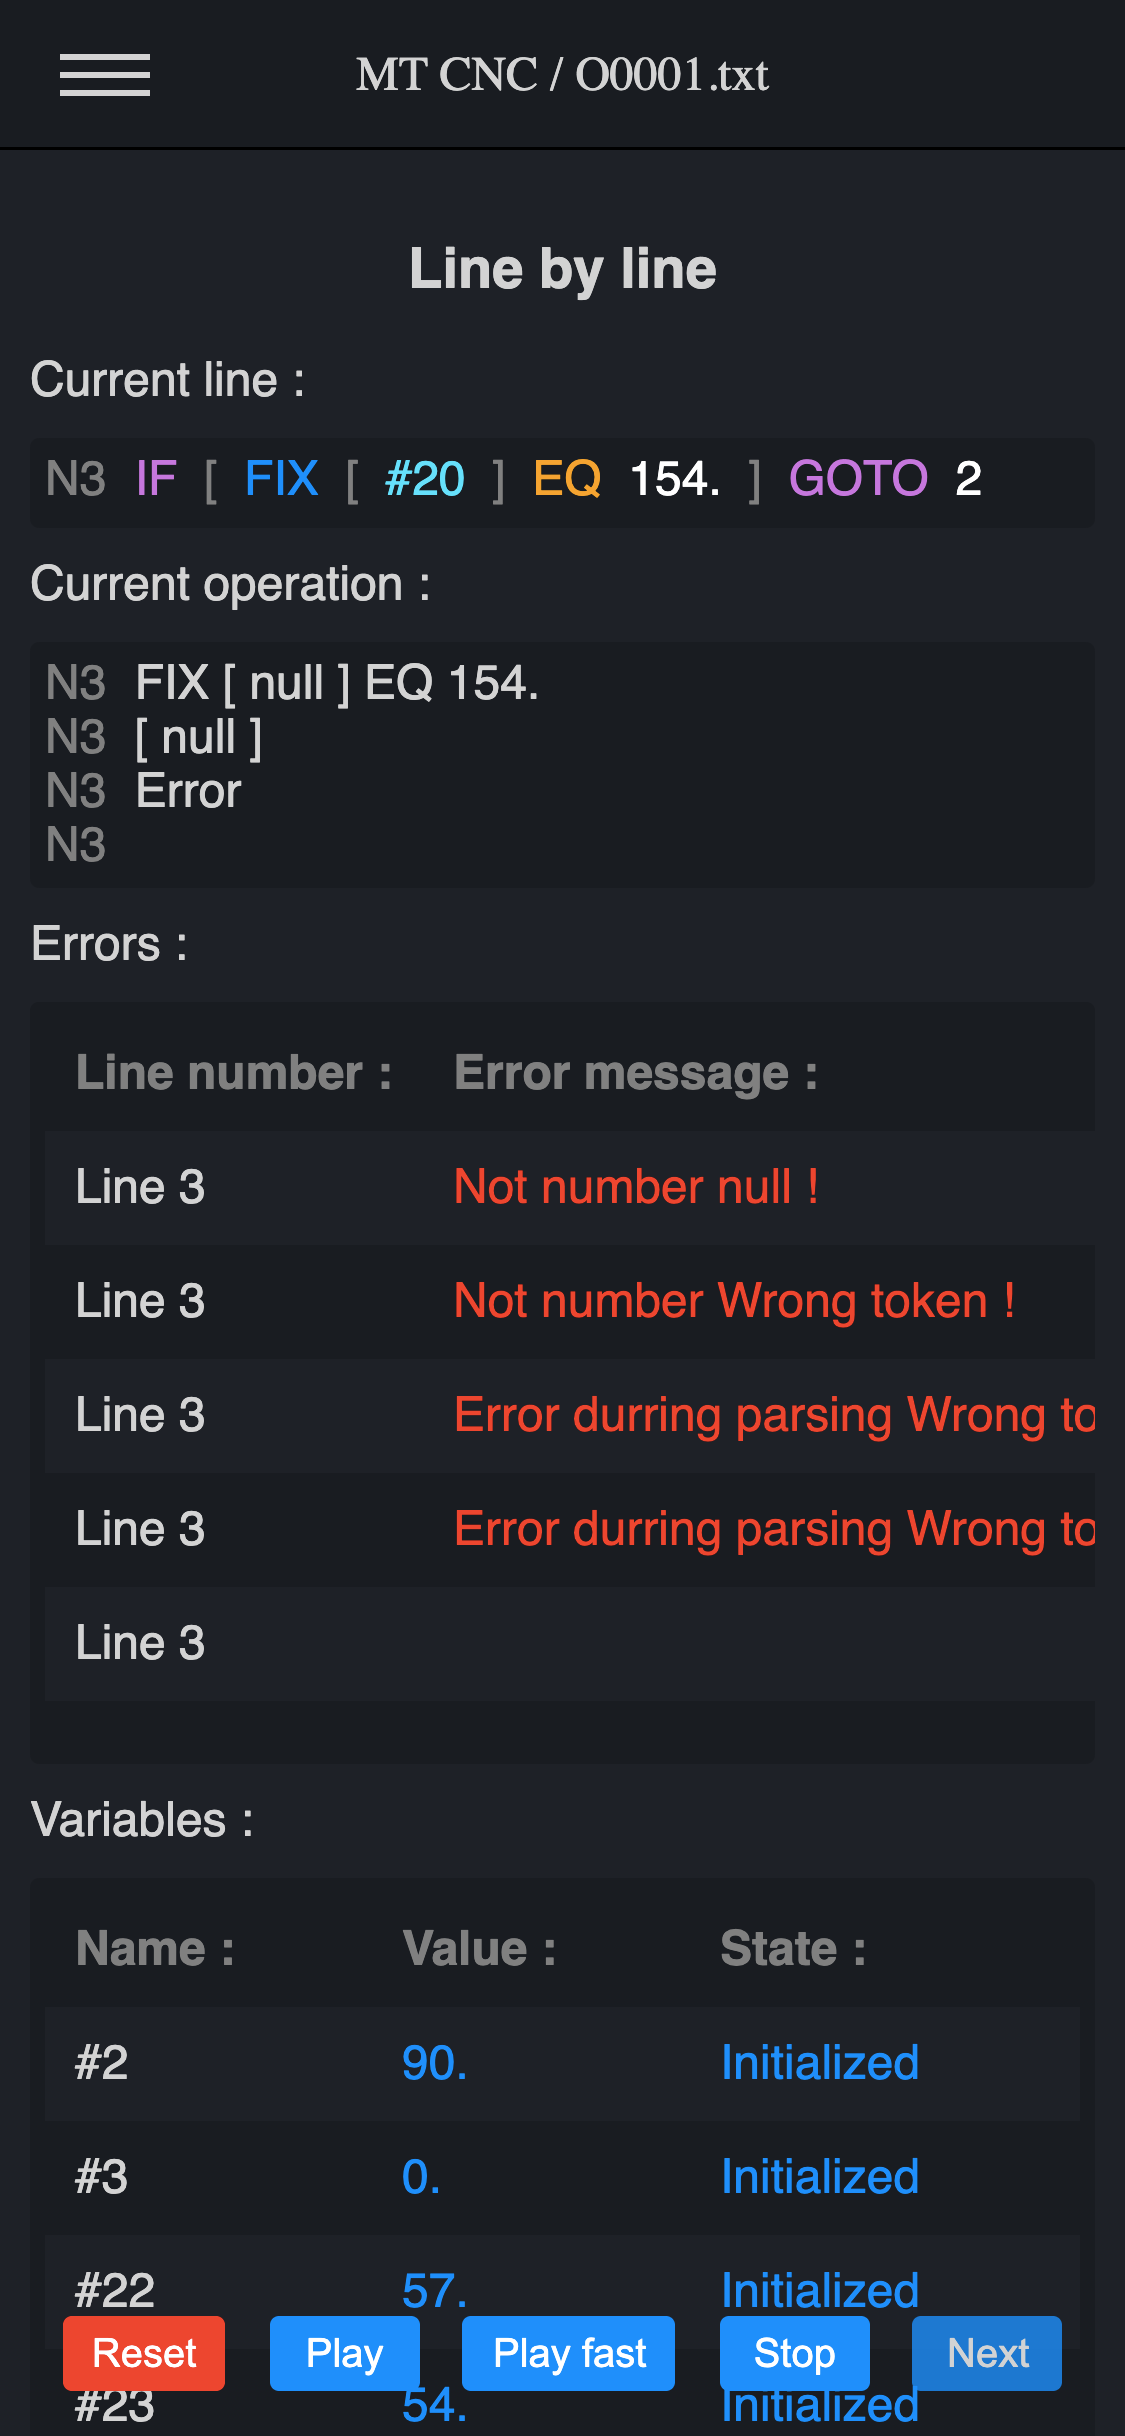 MT CNC / O0001.txt
Line by line
Current line :
N3 IF [ FIX [ #20 ] EQ 154. ] GOTO 2
Current operation :
N3 FIX [ null ] EQ 154.
N3 [ null ]
N3 Error
N3
Errors :
Line number : Error message :
Line 3 Not number null !
Line 3 Not number Wrong token !
Line 3 Error durring parsing Wrong to
Line 3 Error durring parsing Wrong to
Line 3
Variables :
Name : Value : State :
#2 90. Initialized
#3 0. Initialized
#22 57. Initialized
Reset Play Play fast Stop Next
#23 54. Initialized